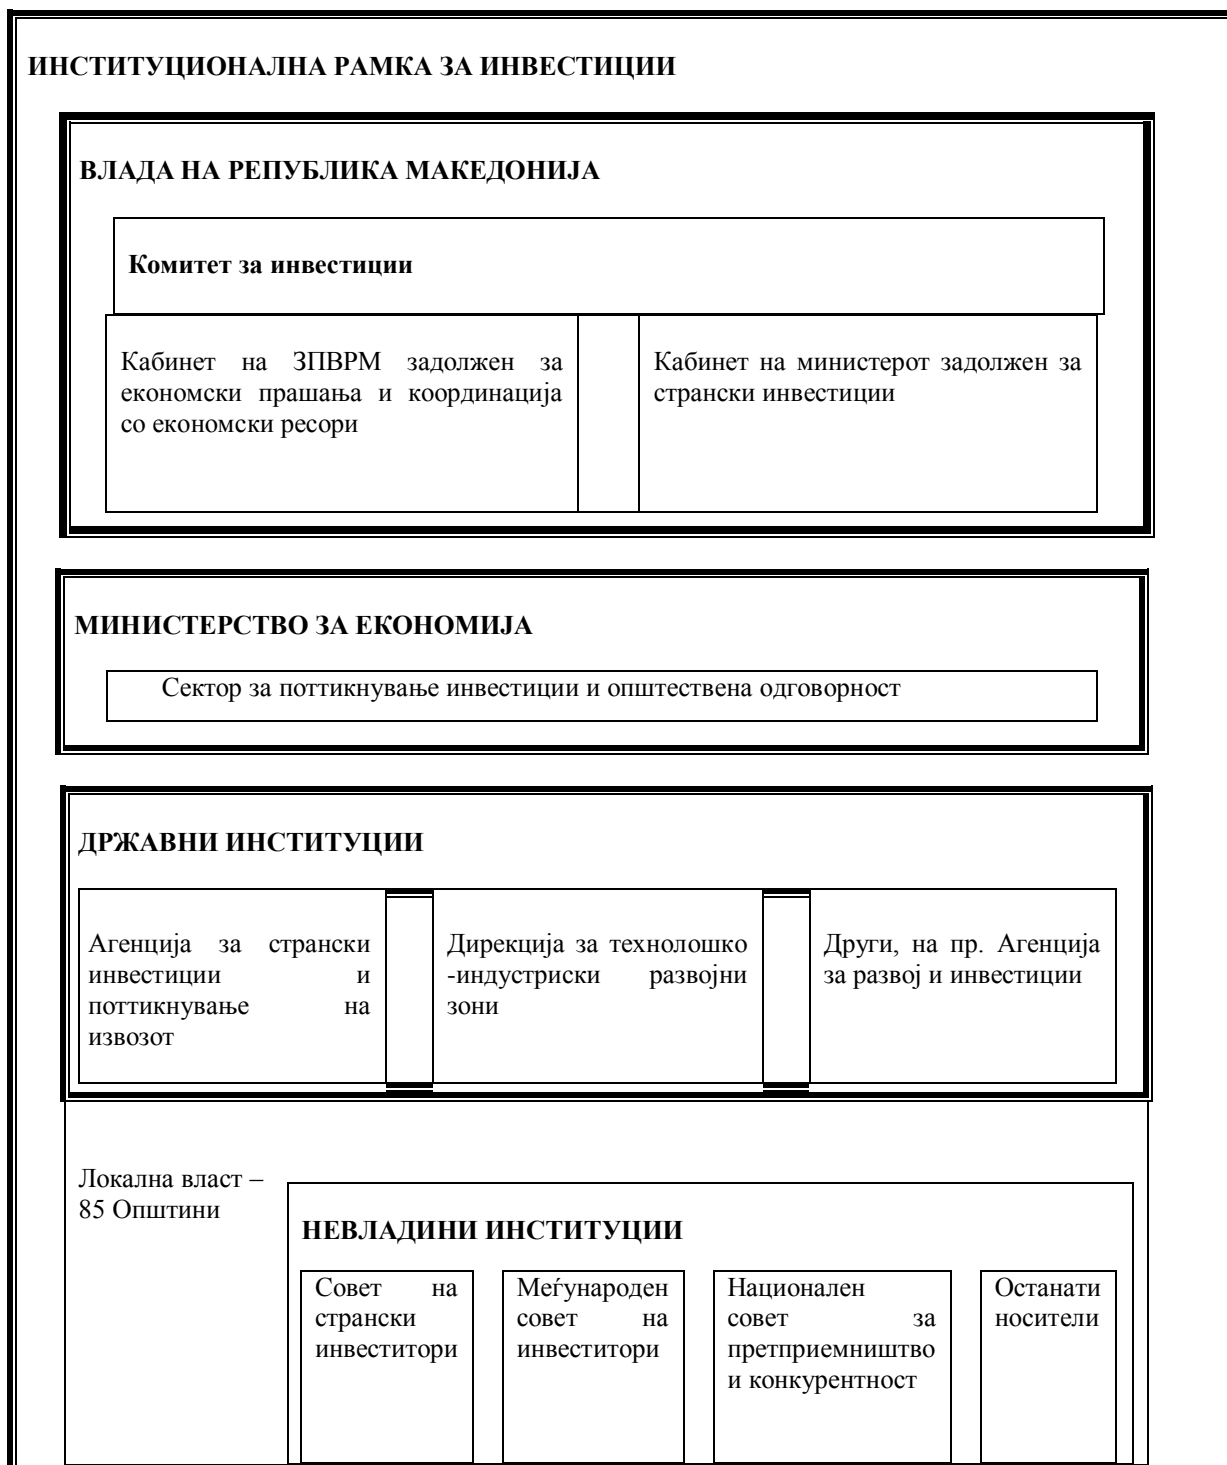 ИНСТИТУЦИОНАЛНА РАМКА ЗА ИНВЕСТИЦИИ
ВЛАДА НА РЕПУБЛИКА МАКЕДОНИЈА
Комитет за инвестиции
Кабинет на ЗПВРМ задолжен за
економски прашања и координација
со економски ресори
Кабинет на министерот задолжен за
странски инвестиции
МИНИСТЕРСТВО ЗА ЕКОНОМИЈА
Сектор за поттикнување инвестиции и општествена одговорност
ДРЖАВНИ ИНСТИТУЦИИ
Агенција за странски
инвестиции и
поттикнување на
извозот
Дирекција за технолошко
-индустриски развојни
зони
Други, на пр. Агенција
за развој и инвестиции
Локална власт –
85 Општини
НЕВЛАДИНИ ИНСТИТУЦИИ
Совет на
странски
инвеститори
Меѓународен
совет на
инвеститори
Национален
совет за
претприемништво
и конкурентност
Останати
носители